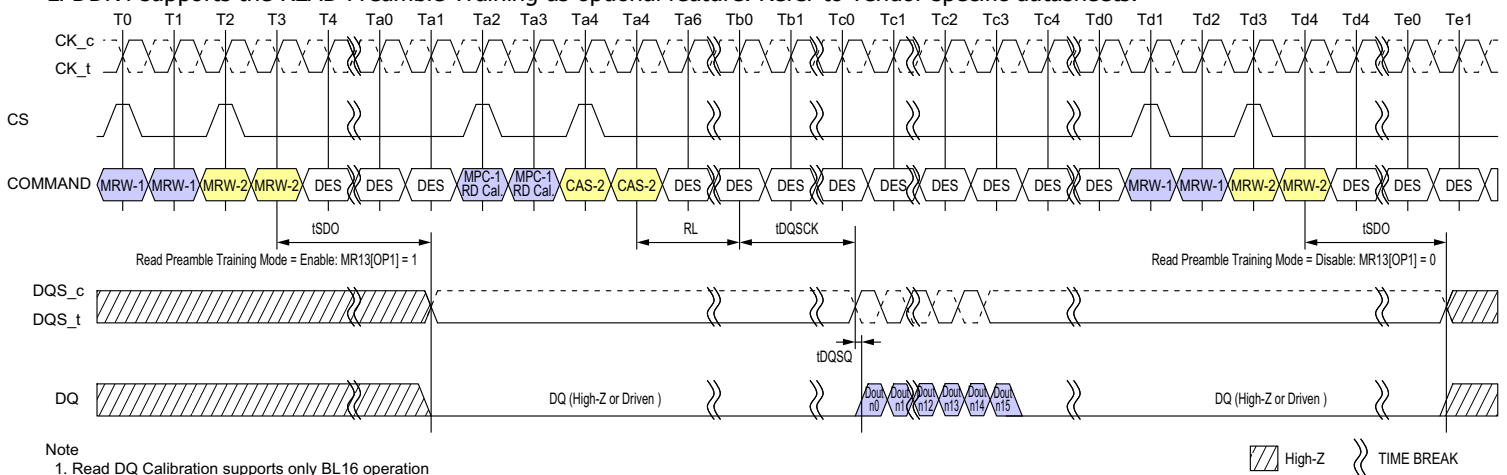 LPDDR4 supports the READ Preamble Training as optional feature. Refer to vendor specific datasheets.
T0 T1 T2 T3 T4 Ta0 Ta1 Ta2 Ta3 Ta4 Ta4 Ta6 Tb0 Tb1 Tc0 Tc1 Tc2 Tc3 Tc4 Td0 Td1 Td2 Td3 Td4 Td4 Te0 Te1
CK_c
CK_t
CS
COMMAND MRW-1 MRW-1 MRW-2 MRW-2 DES DES DES MPC-1 RD Cal. MPC-1 RD Cal. CAS-2 CAS-2 DES DES DES DES DES DES DES DES DES MRW-1 MRW-1 MRW-2 MRW-2 DES DES DES
tSDO RL tDQSCK tSDO
Read Preamble Training Mode = Enable: MR13[OP1] = 1 Read Preamble Training Mode = Disable: MR13[OP1] = 0
DQS_c
DQS_t
tDQSQ
DQ DQ (High-Z or Driven ) Dout n0 Dout n1 Dout n12 Dout n13 Dout n14 Dout n15 DQ (High-Z or Driven )
Note
1. Read DQ Calibration supports only BL16 operation
High-Z TIME BREAK